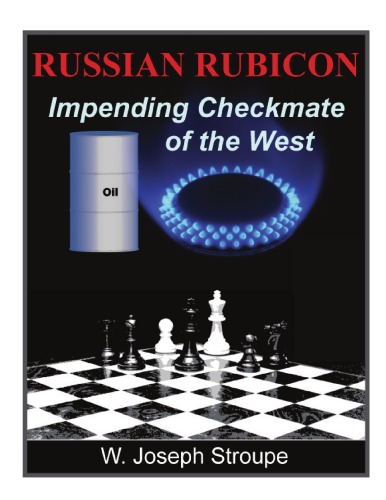 RUSSIAN RUBICON
Impending Checkmate
of the West
Oil
W. Joseph Stroupe